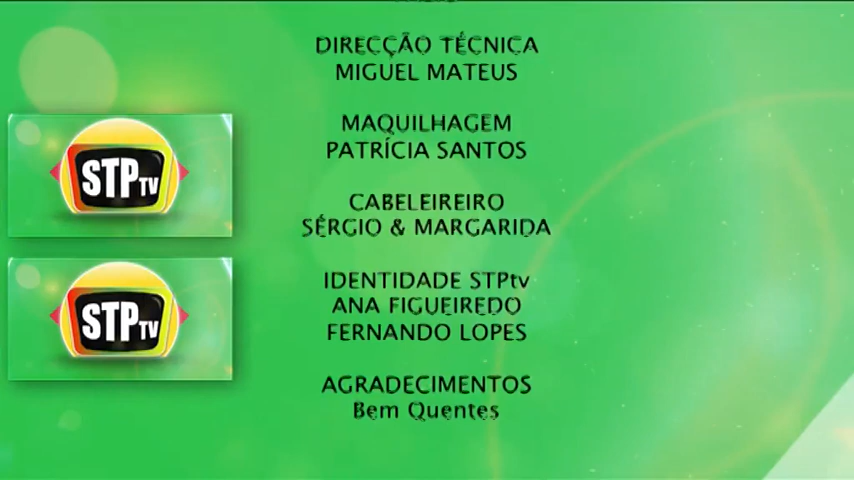 DIRECÇÃO TÉCNICA
MIGUEL MATEUS
MAQUILHAGEM
PATRÍCIA SANTOS
CABELEIREIRO
SÉRGIO & MARGARIDA
IDENTIDADE STPtv
ANA FIGUEIREDO
FERNANDO LOPES
AGRADECIMENTOS
Bem Quentes
STPTV
STPTV